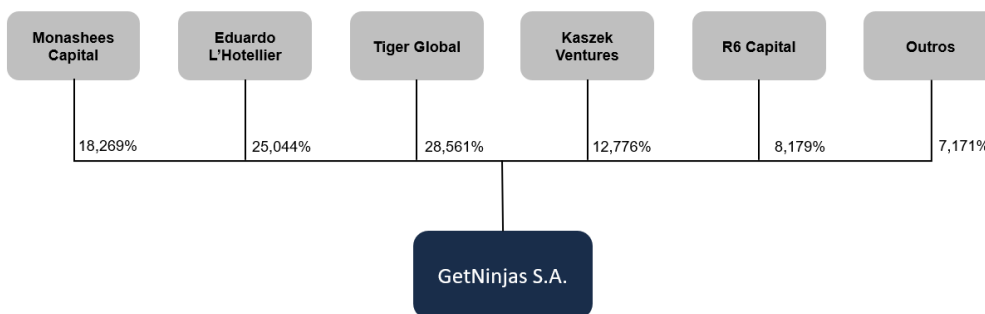 Monashees
Capital
Eduardo
L'Hotellier
Tiger Global
Kaszek
Ventures
R6 Capital
Outros
18,269%
25,044%
28,561%
12,776%
8,179%
7,171%
GetNinjas S.A.